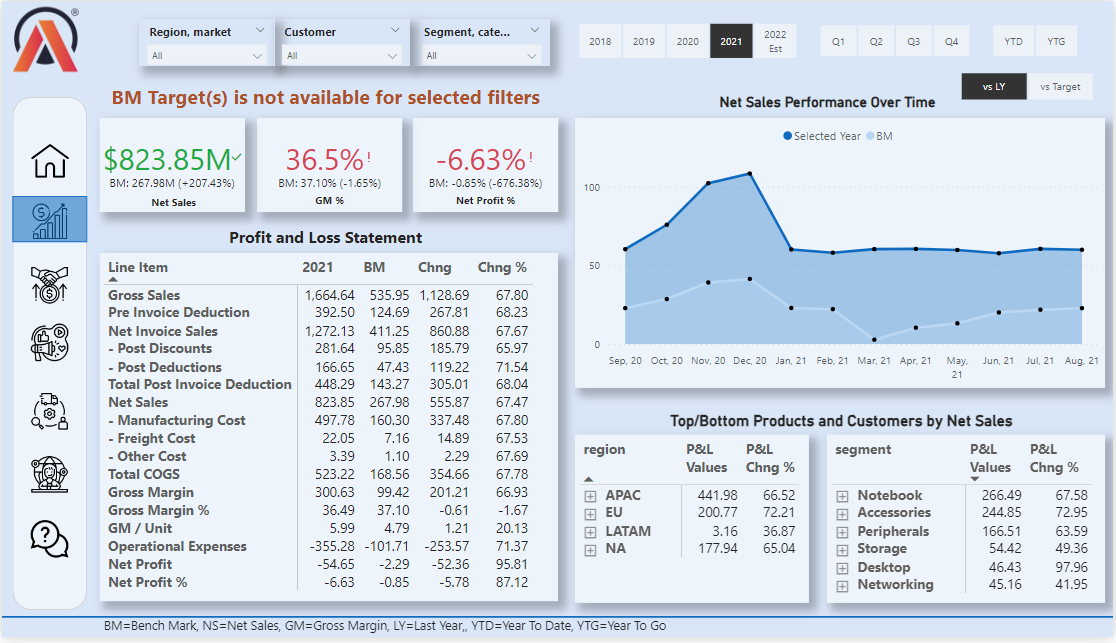 ®
Region, market
All
Customer
All
Segment, cate...
All
2018 2019 2020 2021 2022 Est
Q1 Q2 Q3 Q4
YTD YTG
vs LY vs Target
BM Target(s) is not available for selected filters
$823.85M
BM: 267.98M (+207.43%)
Net Sales
36.5%!
BM: 37.10% (-1.65%)
GM %
-6.63%!
BM: -0.85% (-676.38%)
Net Profit %
Net Sales Performance Over Time
Selected Year BM
100
50
0
Sep, 20 Oct, 20 Nov, 20 Dec, 20 Jan, 21 Feb, 21 Mar, 21 Apr, 21 May, 21 Jun, 21 Jul, 21 Aug, 21
Profit and Loss Statement
Line Item 2021 BM Chng Chng %
Gross Sales 1,664.64 535.95 1,128.69 67.80
Pre Invoice Deduction 392.50 124.69 267.81 68.23
Net Invoice Sales 1,272.13 411.25 860.88 67.67
- Post Discounts 281.64 95.85 185.79 65.97
- Post Deductions 166.65 47.43 119.22 71.54
Total Post Invoice Deduction 448.29 143.27 305.01 68.04
Net Sales 823.85 267.98 555.87 67.47
- Manufacturing Cost 497.78 160.30 337.48 67.80
- Freight Cost 22.05 7.16 14.89 67.53
- Other Cost 3.39 1.10 2.29 67.69
Total COGS 523.22 168.56 354.66 67.78
Gross Margin 300.63 99.42 201.21 66.93
Gross Margin % 36.49 37.10 -0.61 -1.67
GM / Unit 5.99 4.79 1.21 20.13
Operational Expenses -355.28 -101.71 -253.57 71.37
Net Profit -54.65 -2.29 -52.36 95.81
Net Profit % -6.63 -0.85 -5.78 87.12
Top/Bottom Products and Customers by Net Sales
region P&L Values P&L Chng %
APAC 441.98 66.52
EU 200.77 72.21
LATAM 3.16 36.87
NA 177.94 65.04
segment P&L Values P&L Chng %
Notebook 266.49 67.58
Accessories 244.85 72.95
Peripherals 166.51 63.59
Storage 54.42 49.36
Desktop 46.43 97.96
Networking 45.16 41.95
BM=Bench Mark, NS=Net Sales, GM=Gross Margin, LY=Last Year,, YTD=Year To Date, YTG=Year To Go